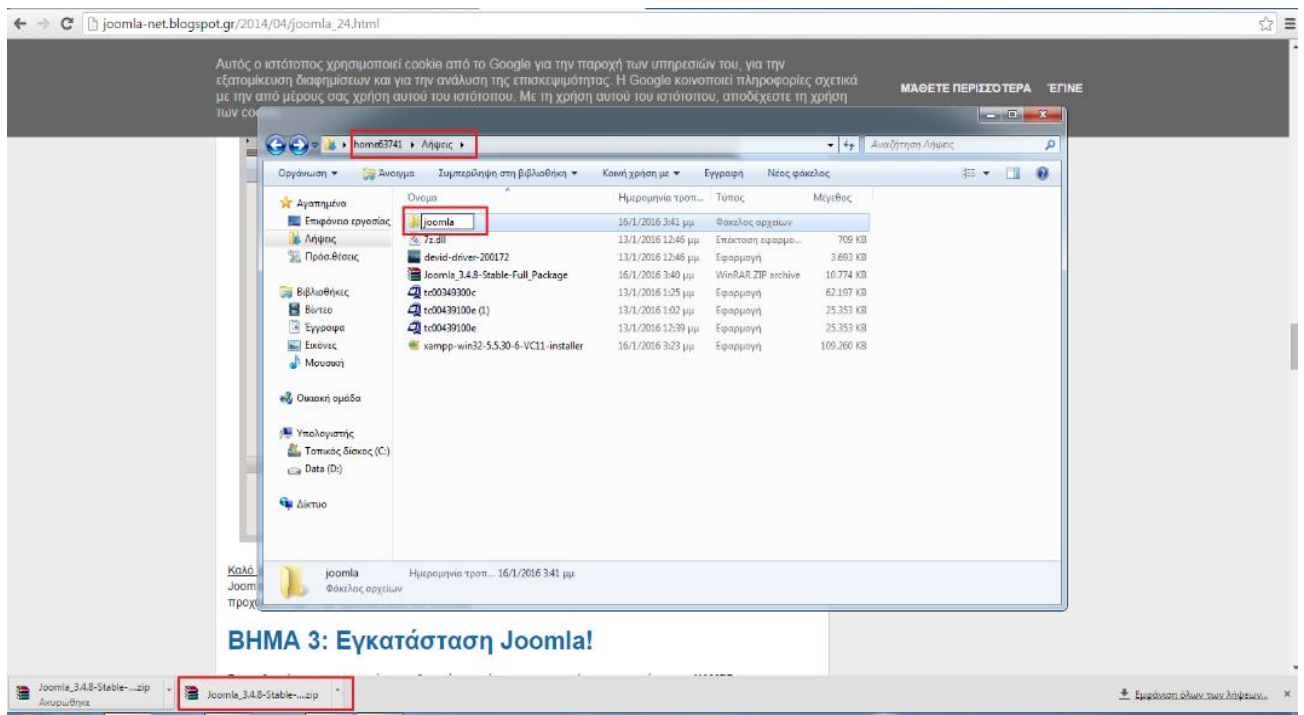 joomla-net.blogspot.gr/2014/04/joomla_24.html
Αυτός ο ιστότοπος χρησιμοποιεί cookie από το Google για την παροχή των υπηρεσιών του, για την
εξατομίκευση διαφημίσεων και για την ανάλυση της επισκεψιμότητας. Η Google κοινοποιεί πληροφορίες σχετικά
με την από μέρους σας χρήση αυτού του ιστότοπου. Με τη χρήση αυτού του ιστότοπου, αποδέχεστε τη χρήση
των
ΜΆΘΕΤΕ ΠΕΡΙΣΣΌΤΕΡΑ ΈΓΙΝΕ
home63741 Λήψεις
Αναζήτηση Λήψεις
Οργάνωση Άνοιγμα Συμπερίληψη στη βιβλιοθήκη Κοινή χρήση με Εγγραφή Νέος φάκελος
Αγαπημένα
Επιφάνεια εργασίας
Λήψεις
Πρόσ.θέσεις
Βιβλιοθήκες
Βίντεο
Έγγραφα
Εικόνες
Μουσική
Οικιακή ομάδα
Υπολογιστής
Τοπικός δίσκος (C:)
Data (D:)
Δίκτυο
Όνομα Ημερομηνία τροπ... Τύπος Μέγεθος
joomla 16/1/2016 3:41 μμ Φάκελος αρχείων
7z.dll 13/1/2016 12:46 μμ Επέκταση εφαρμο... 709 KB
devid-driver-200172 13/1/2016 12:46 μμ Εφαρμογή 3.693 KB
Joomla_3.4.8-Stable-Full_Package 16/1/2016 3:40 μμ WinRAR ZIP archive 10.774 KB
tc00349300c 13/1/2016 1:25 μμ Εφαρμογή 62.197 KB
tc00439100e (1) 13/1/2016 1:02 μμ Εφαρμογή 25.353 KB
tc00439100e 13/1/2016 12:39 μμ Εφαρμογή 25.353 KB
xampp-win32-5.5.30-6-VC11-installer 16/1/2016 3:23 μμ Εφαρμογή 109.260 KB
joomla Ημερομηνία τροπ... 16/1/2016 3:41 μμ
Φάκελος αρχείων
Καλό
Joom
προχ
ΒΗΜΑ 3: Εγκατάσταση Joomla!
Joomla_3.4.8-Stable-....zip
Ακυρώθηκε
Joomla_3.4.8-Stable-....zip
Εμφάνιση όλων των λήψεων...